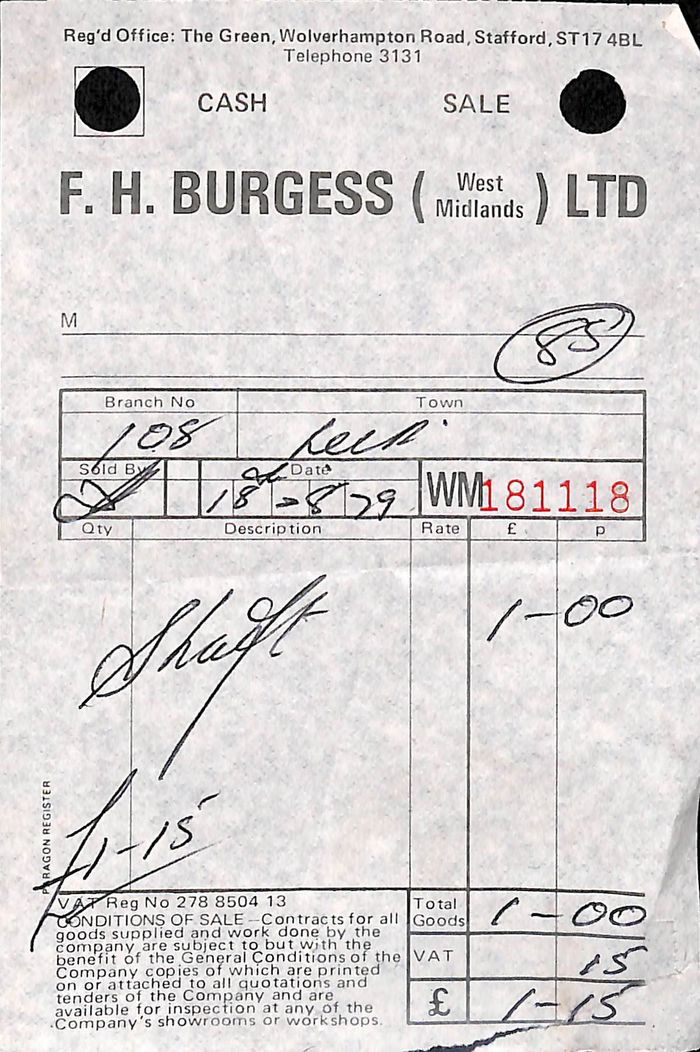 Reg'd Office: The Green, Wolverhampton Road, Stafford, ST17 4BL
Telephone 3131
CASH SALE
F. H. BURGESS ( West Midlands ) LTD
M
85
Branch No Town
108 Leek
Sold By Date
18 - 8 79 WM181118
Qty Description Rate £ p
Shaft 1-00
£1-15
PARAGON REGISTER
VAT Reg No 278 8504 13
CONDITIONS OF SALE—Contracts for all
goods supplied and work done by the
company are subject to but with the
benefit of the General Conditions of the
Company copies of which are printed
on or attached to all quotations and
tenders of the Company and are
available for inspection at any of the
Company's showrooms or workshops.
Total Goods 1-00
VAT 15
£ 1-15